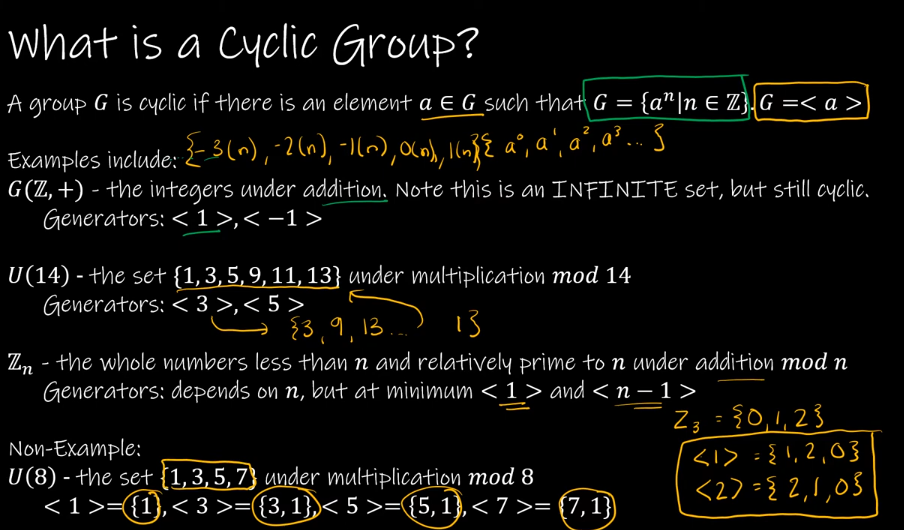 What is a Cyclic Group?
A group G is cyclic if there is an element a ∈ G such that G = {aⁿ|n ∈ ℤ}. G =< a >
Examples include: {-3(n), -2(n), -1(n), 0(n), 1(n)}{ a⁰, a¹, a², a³ ... }
G(ℤ, +) - the integers under addition. Note this is an INFINITE set, but still cyclic.
Generators: < 1 >, < −1 >
U(14) - the set {1, 3, 5, 9, 11, 13} under multiplication mod 14
Generators: < 3 >, < 5 >
{3, 9, 13 ... 1}
ℤₙ - the whole numbers less than n and relatively prime to n under addition mod n
Generators: depends on n, but at minimum < 1 > and < n − 1 >
Z₃ = {0, 1, 2}
Non-Example:
<1> = {1, 2, 0}
U(8) - the set {1, 3, 5, 7} under multiplication mod 8
<2> = {2, 1, 0}
< 1 >= {1}, < 3 >= {3, 1}, < 5 >= {5, 1}, < 7 >= {7, 1}